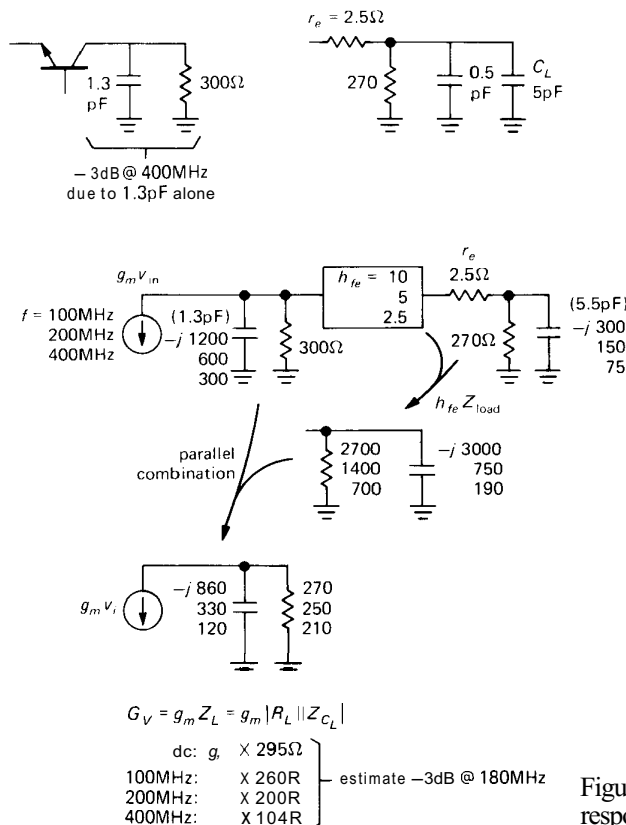 r_e = 2.5Ω
1.3
pF
300Ω
270
0.5
pF
C_L
5pF
– 3dB @ 400MHz
due to 1.3pF alone
r_e
g_m v_in
h_fe = 10
5
2.5
2.5Ω
f = 100MHz
200MHz
400MHz
(1.3pF)
–j 1200
600
300
300Ω
270Ω
(5.5pF)
–j 300
150
75
h_fe Z_load
parallel
combination
2700
1400
700
–j 3000
750
190
g_m v_i
–j 860
330
120
270
250
210
G_V = g_m Z_L = g_m |R_L || Z_C_L|
dc: g, X 295Ω
100MHz: X 260R
200MHz: X 200R
400MHz: X 104R
estimate –3dB @ 180MHz
Figu
respo